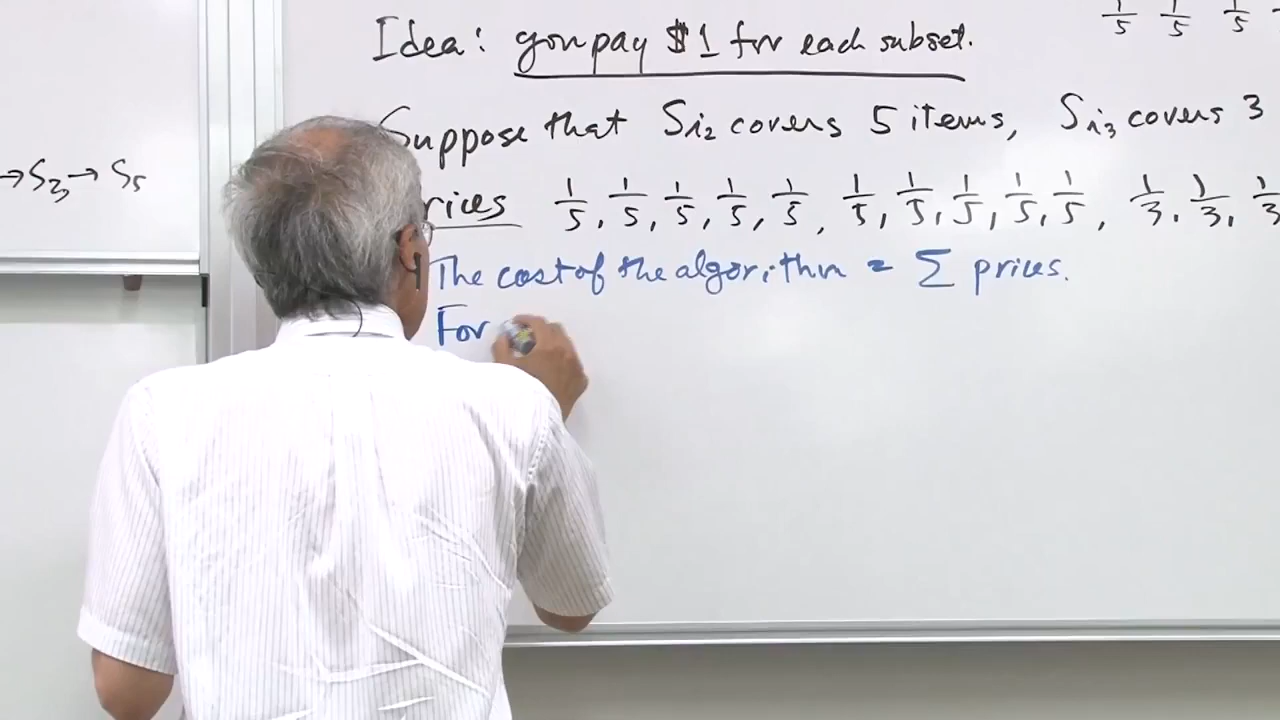 1/5 1/5 1/5
Idea: you pay $1 for each subset.
Suppose that Si2 covers 5 items, Si3 covers 3
→S3→ S5
rices 1/5, 1/5, 1/5, 1/5, 1/5, 1/5, 1/5, 1/5, 1/5, 1/5, 1/3, 1/3, 1/3
The cost of the algorithm = Σ prices.
For